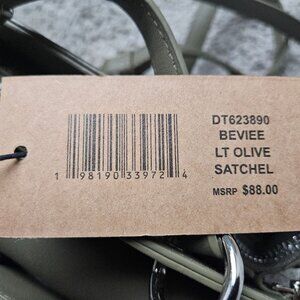 DT623890
BEVIEE
LT OLIVE
SATCHEL
MSRP $88.00
1 98190 33972 4